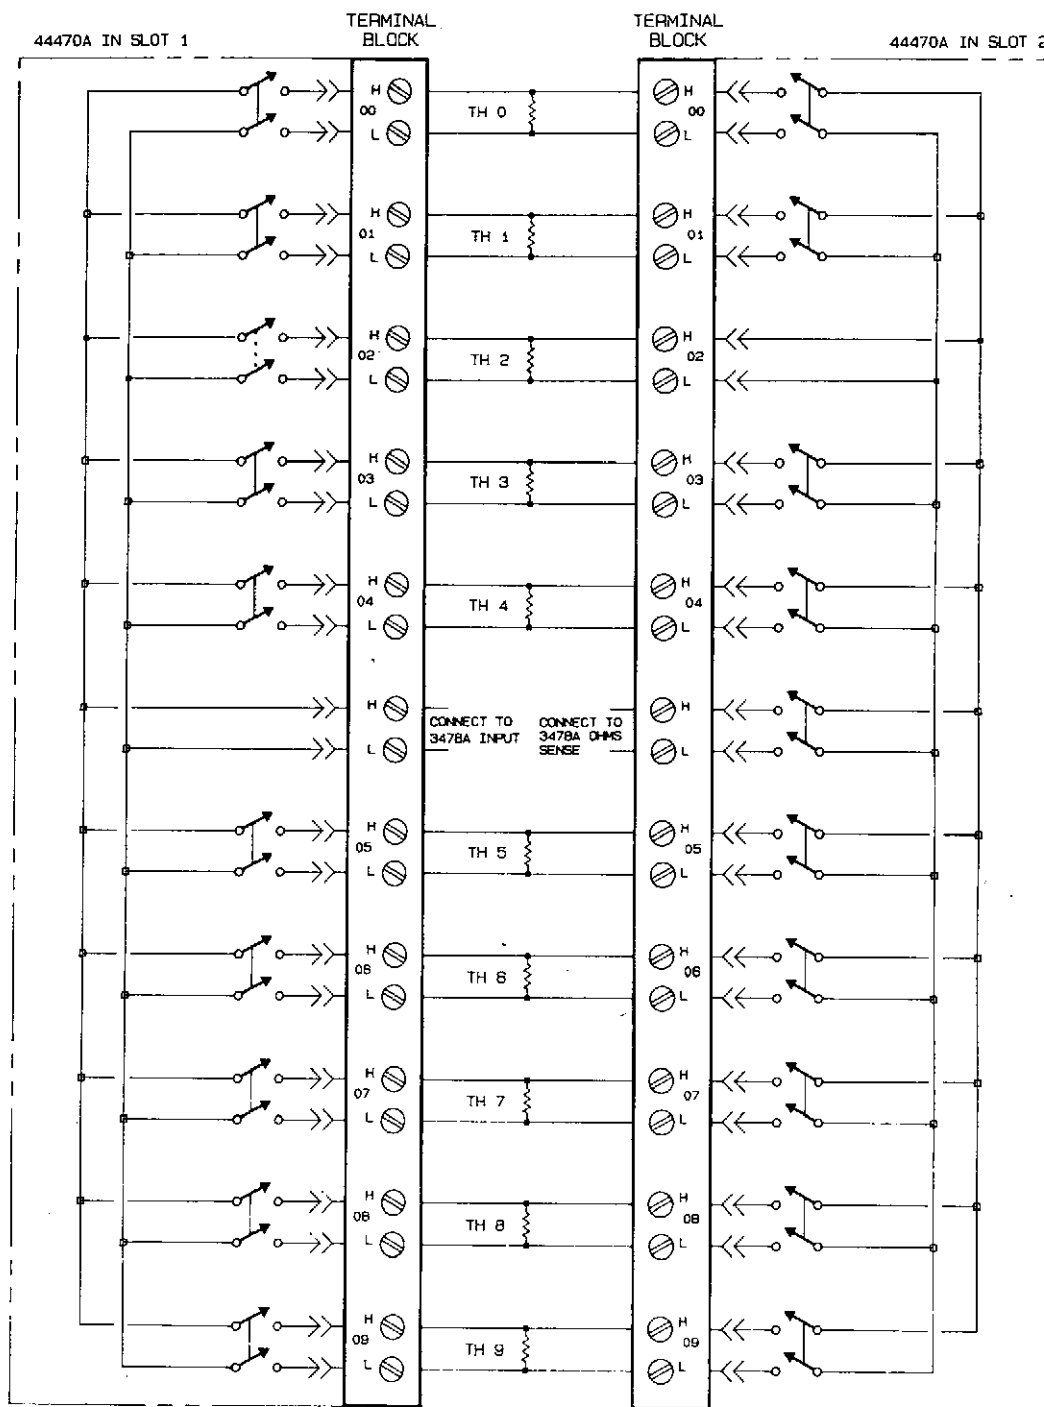 TERMINAL BLOCK
TERMINAL BLOCK
44470A IN SLOT 1
44470A IN SLOT 2
H
00
L
TH 0
H
00
L
H
01
L
TH 1
H
01
L
H
02
L
TH 2
H
02
L
H
03
L
TH 3
H
03
L
H
04
L
TH 4
H
04
L
H
L
CONNECT TO
3478A INPUT
CONNECT TO
3478A OHMS
SENSE
H
L
H
05
L
TH 5
H
05
L
H
06
L
TH 6
H
06
L
H
07
L
TH 7
H
07
L
H
08
L
TH 8
H
08
L
H
09
L
TH 9
H
09
L